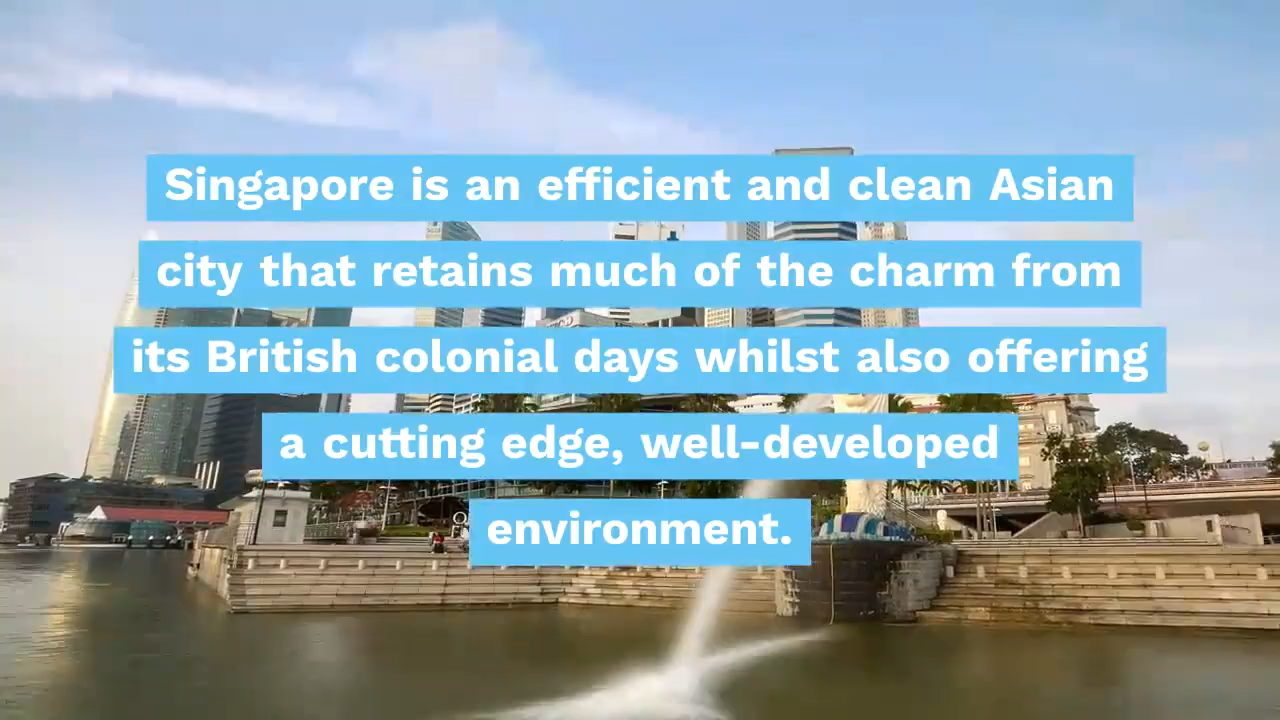 Singapore is an efficient and clean Asian
city that retains much of the charm from
its British colonial days whilst also offering
a cutting edge, well-developed
environment.